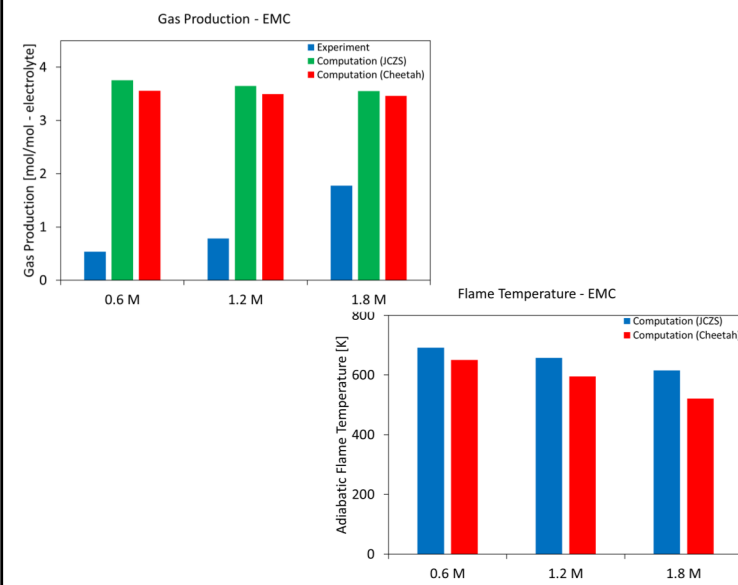 Gas Production - EMC
Gas Production [mol/mol - electrolyte]
4
3
2
1
0
Experiment
Computation (JCZS)
Computation (Cheetah)
0.6 M 1.2 M 1.8 M
Flame Temperature - EMC
Adiabatic Flame Temperature [K]
800
600
400
200
0
Computation (JCZS)
Computation (Cheetah)
0.6 M 1.2 M 1.8 M